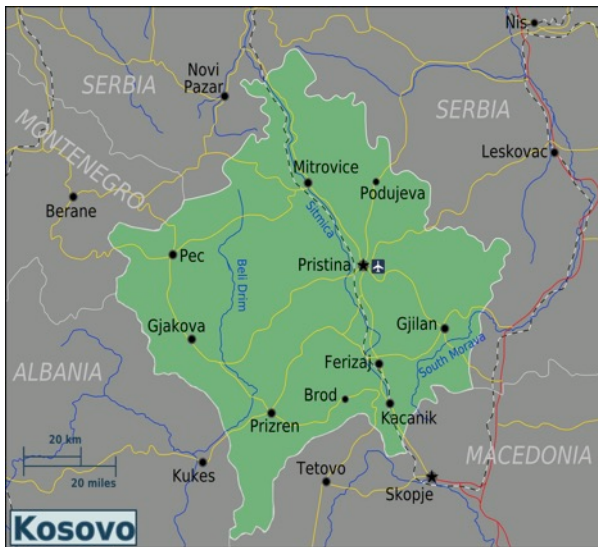 Nis
Novi
Pazar
SERBIA
SERBIA
MONTENEGRO
Leskovac
Mitrovice
Podujeva
Berane
Sitmica
Pec
Beli Drim
Pristina
Gjakova
Gjilan
South Morava
Ferizaj
ALBANIA
Brod
Kacanik
Prizren
20 km
20 miles
Kukes
Tetovo
MACEDONIA
Skopje
Kosovo